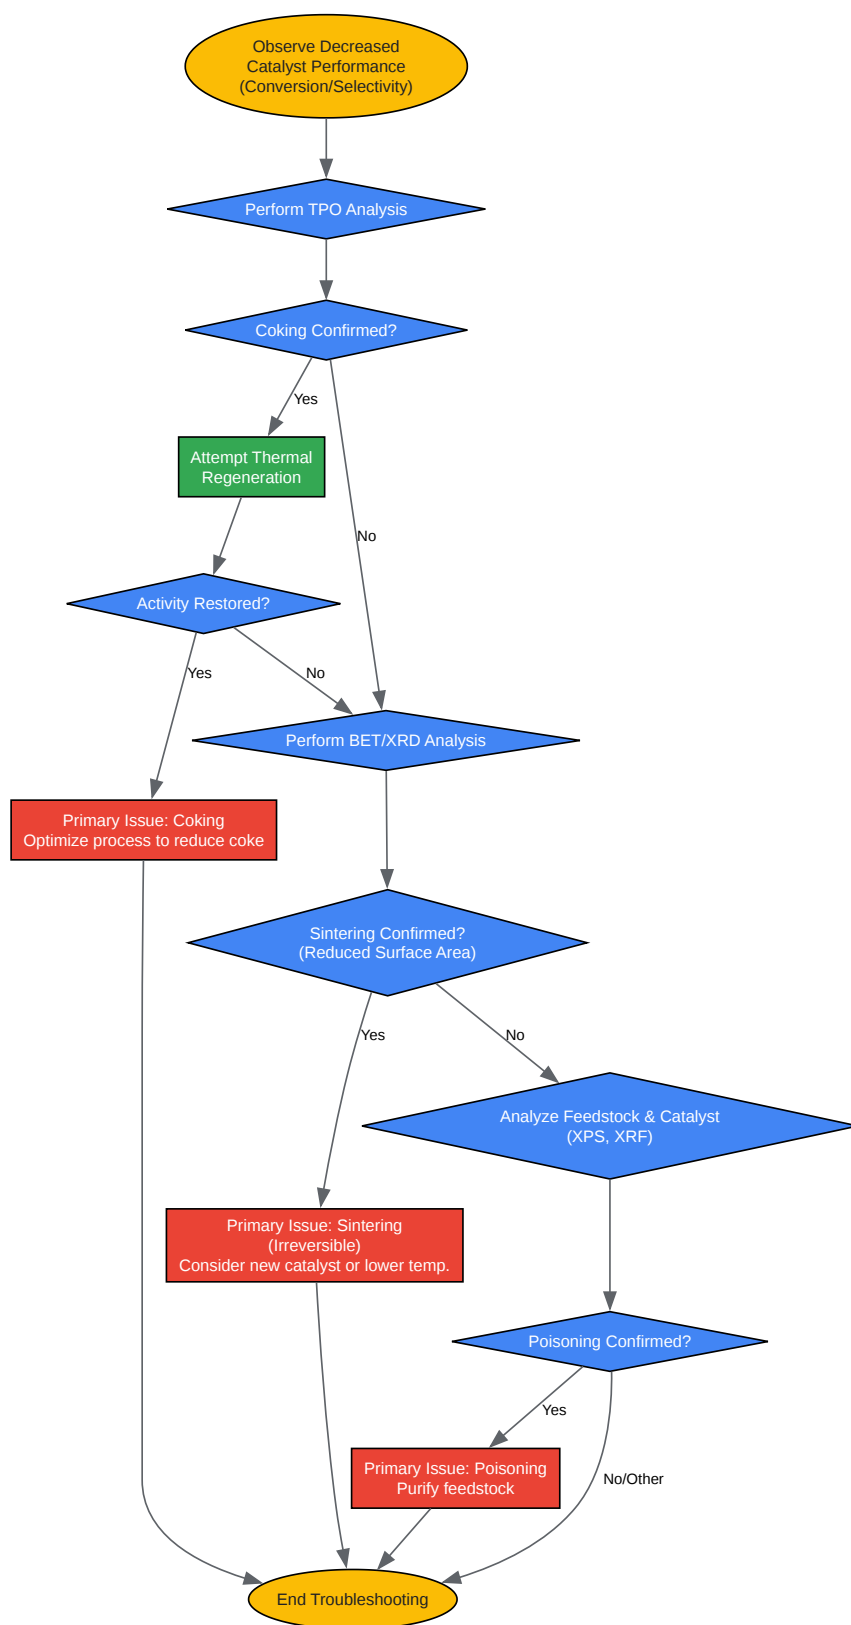 Observe Decreased
Catalyst Performance
(Conversion/Selectivity)
Perform TPO Analysis
Coking Confirmed?
Yes
Attempt Thermal
Regeneration
No
Activity Restored?
Yes
No
Perform BET/XRD Analysis
Primary Issue: Coking
Optimize process to reduce coke
Sintering Confirmed?
(Reduced Surface Area)
Yes
No
Analyze Feedstock & Catalyst
(XPS, XRF)
Primary Issue: Sintering
(Irreversible)
Consider new catalyst or lower temp.
Poisoning Confirmed?
Yes
Primary Issue: Poisoning
Purify feedstock
No/Other
End Troubleshooting